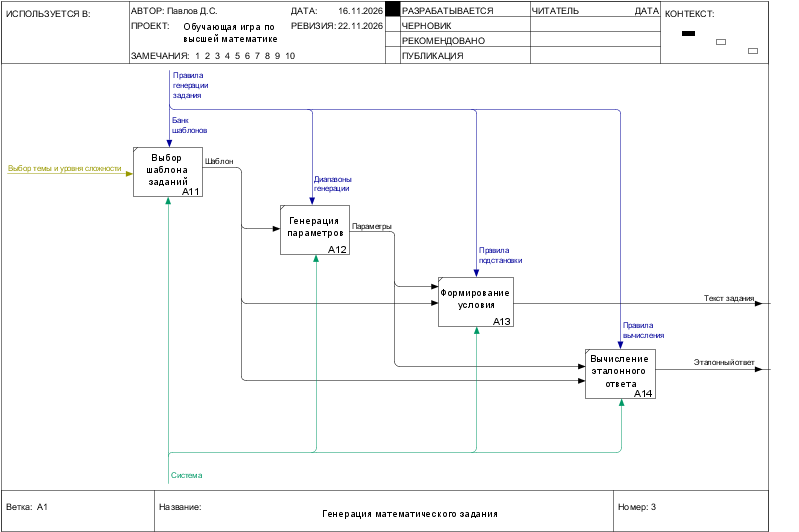 ИСПОЛЬЗУЕТСЯ В:
АВТОР: Павлов Д.С.
ДАТА: 16.11.2026
РАЗРАБАТЫВАЕТСЯ
ЧИТАТЕЛЬ
ДАТА
КОНТЕКСТ:
ПРОЕКТ: Обучающая игра по
высшей математике
РЕВИЗИЯ: 22.11.2026
ЧЕРНОВИК
РЕКОМЕНДОВАНО
ЗАМЕЧАНИЯ: 1 2 3 4 5 6 7 8 9 10
ПУБЛИКАЦИЯ
Правила
генерации
задания
Банк
шаблонов
Выбор темы и уровня сложности
Выбор
шаблона
заданий
A11
Шаблон
Диапазоны
генерации
Генерация
параметров
A12
Параметры
Правила
подстановки
Формирование
условия
A13
Текст задания
Правила
вычисления
Вычисление
эталонного
ответа
A14
Эталонный ответ
Система
Ветка: A1
Название:
Генерация математического задания
Номер: 3